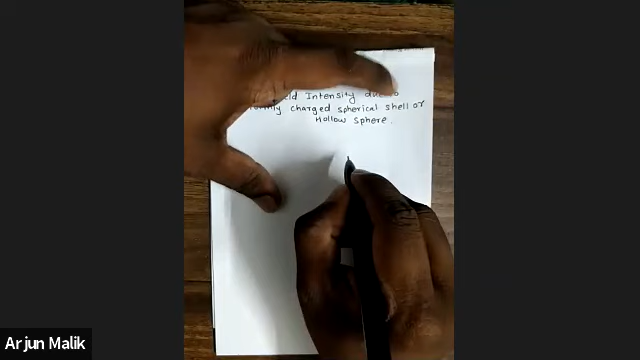 Intensity due to
charged spherical shell or
Hollow sphere.
Arjun Malik